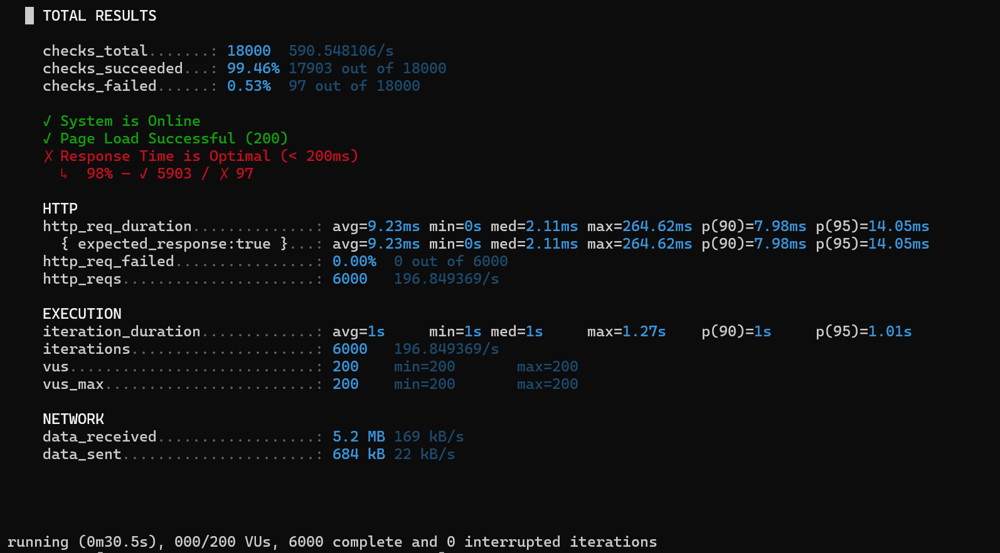 TOTAL RESULTS
checks_total.......: 18000 590.548106/s
checks_succeeded...: 99.46% 17903 out of 18000
checks_failed......: 0.53% 97 out of 18000
✓ System is Online
✓ Page Load Successful (200)
✗ Response Time is Optimal (< 200ms)
↳ 98% — ✓ 5903 / ✗ 97
HTTP
http_req_duration..............: avg=9.23ms min=0s med=2.11ms max=264.62ms p(90)=7.98ms p(95)=14.05ms
{ expected_response:true }...: avg=9.23ms min=0s med=2.11ms max=264.62ms p(90)=7.98ms p(95)=14.05ms
http_req_failed................: 0.00% 0 out of 6000
http_reqs......................: 6000 196.849369/s
EXECUTION
iteration_duration.............: avg=1s min=1s med=1s max=1.27s p(90)=1s p(95)=1.01s
iterations.....................: 6000 196.849369/s
vus............................: 200 min=200 max=200
vus_max........................: 200 min=200 max=200
NETWORK
data_received..................: 5.2 MB 169 kB/s
data_sent......................: 684 kB 22 kB/s
running (0m30.5s), 000/200 VUs, 6000 complete and 0 interrupted iterations